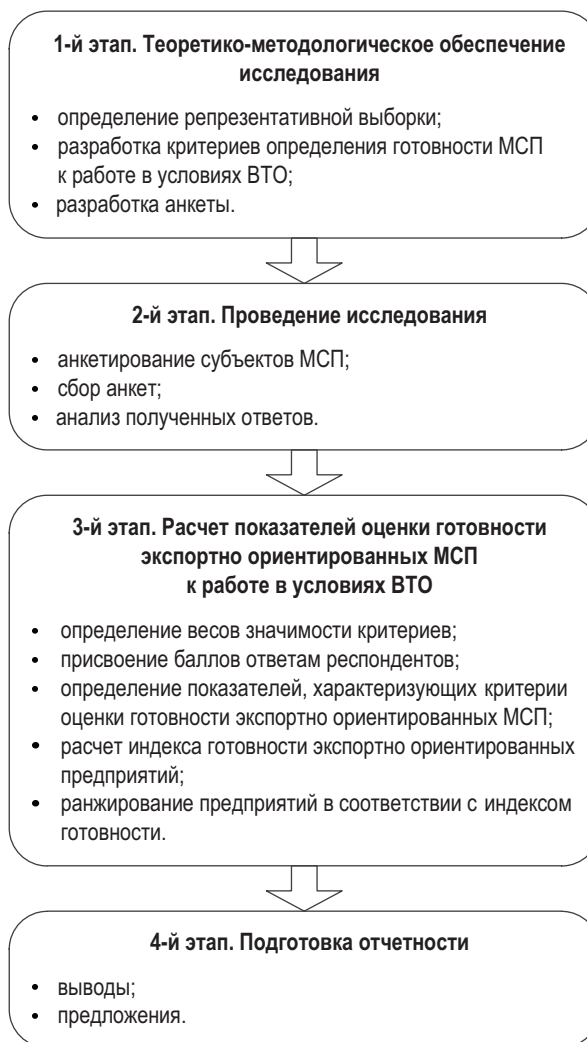 1-й этап. Теоретико-методологическое обеспечение
исследования
• определение репрезентативной выборки;
• разработка критериев определения готовности МСП
к работе в условиях ВТО;
• разработка анкеты.
2-й этап. Проведение исследования
• анкетирование субъектов МСП;
• сбор анкет;
• анализ полученных ответов.
3-й этап. Расчет показателей оценки готовности
экспортно ориентированных МСП
к работе в условиях ВТО
• определение весов значимости критериев;
• присвоение баллов ответам респондентов;
• определение показателей, характеризующих критерии
оценки готовности экспортно ориентированных МСП;
• расчет индекса готовности экспортно ориентированных
предприятий;
• ранжирование предприятий в соответствии с индексом
готовности.
4-й этап. Подготовка отчетности
• выводы;
• предложения.